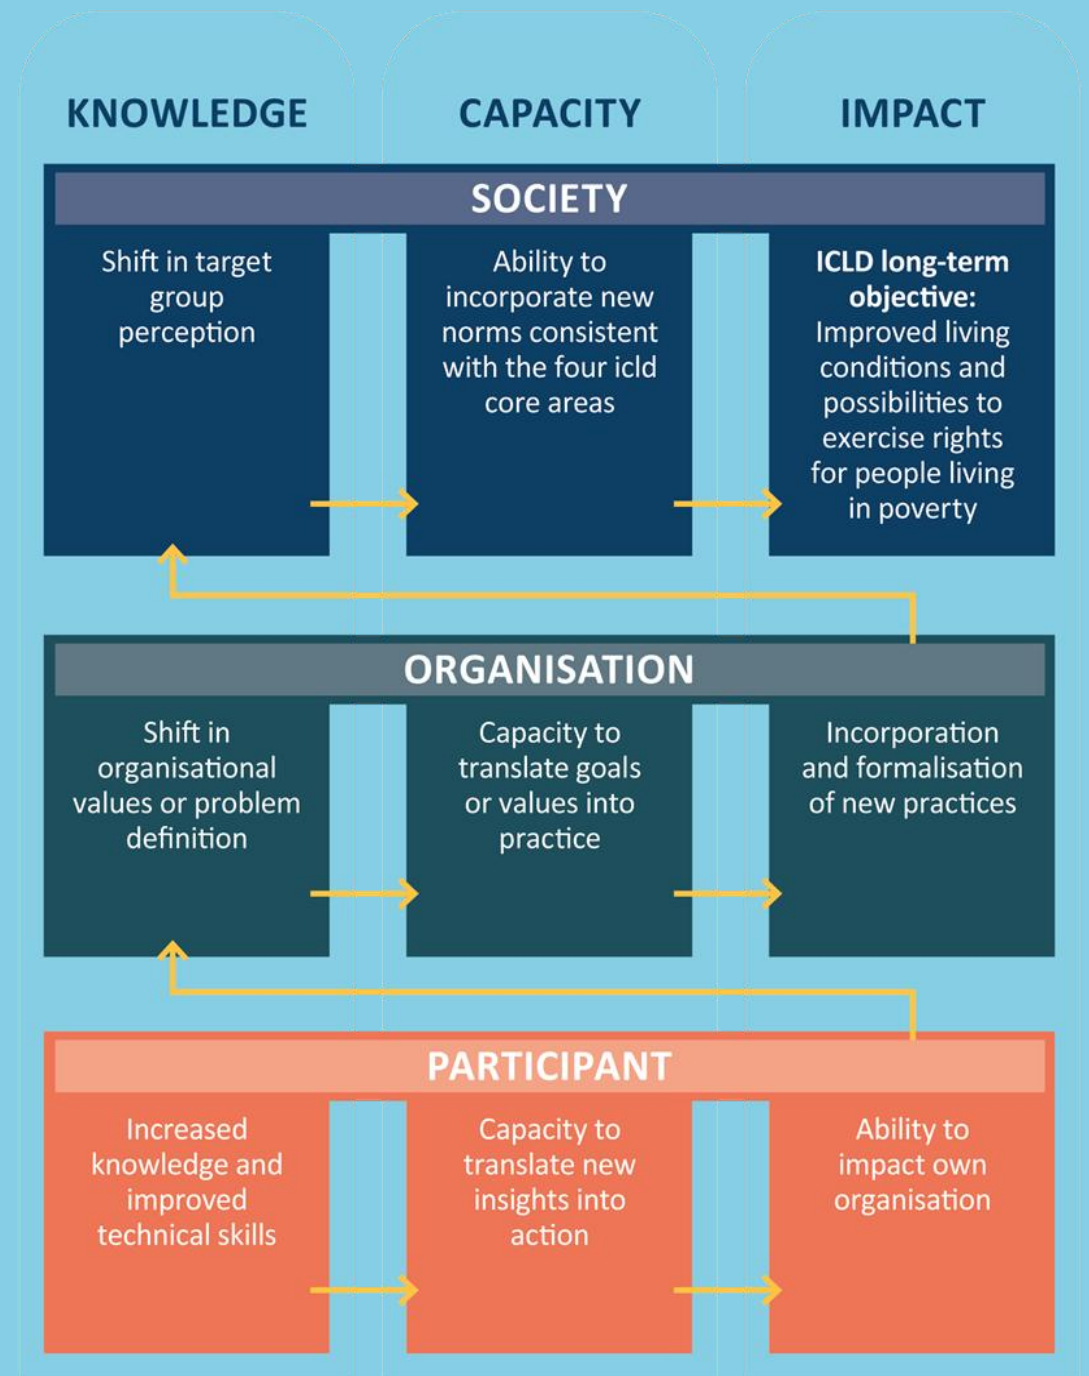 KNOWLEDGE
CAPACITY
IMPACT
SOCIETY
Shift in target
group
perception
Ability to
incorporate new
norms consistent
with the four icld
core areas
ICLD long-term
objective:
Improved living
conditions and
possibilities to
exercise rights
for people living
in poverty
ORGANISATION
Shift in
organisational
values or problem
definition
Capacity to
translate goals
or values into
practice
Incorporation
and formalisation
of new practices
PARTICIPANT
Increased
knowledge and
improved
technical skills
Capacity to
translate new
insights into
action
Ability to
impact own
organisation